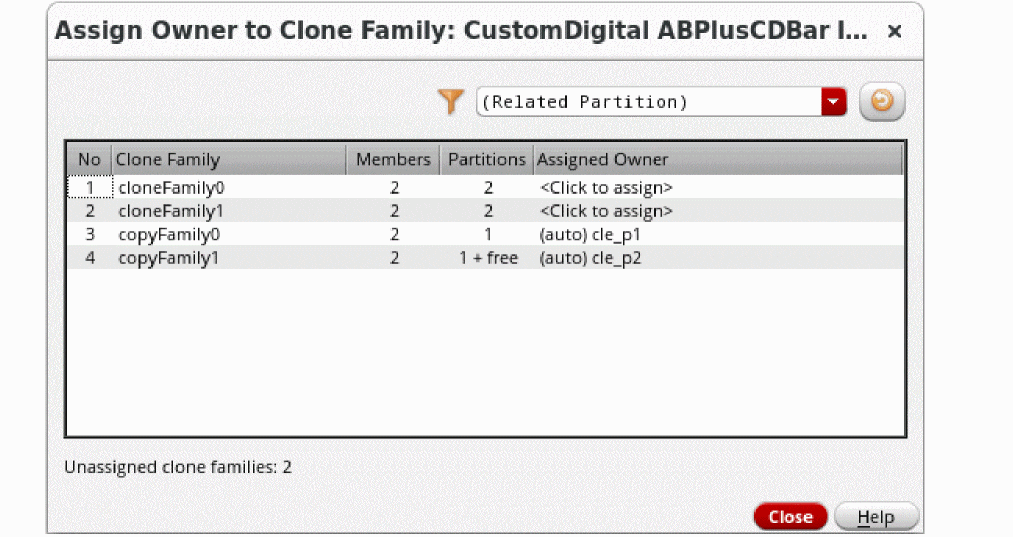 Assign Owner to Clone Family: CustomDigital ABPlusCDBar l...
(Related Partition)
No Clone Family Members Partitions Assigned Owner
1 cloneFamily0 2 2 <Click to assign>
2 cloneFamily1 2 2 <Click to assign>
3 copyFamily0 2 1 (auto) cle_p1
4 copyFamily1 2 1 + free (auto) cle_p2
Unassigned clone families: 2
Close Help